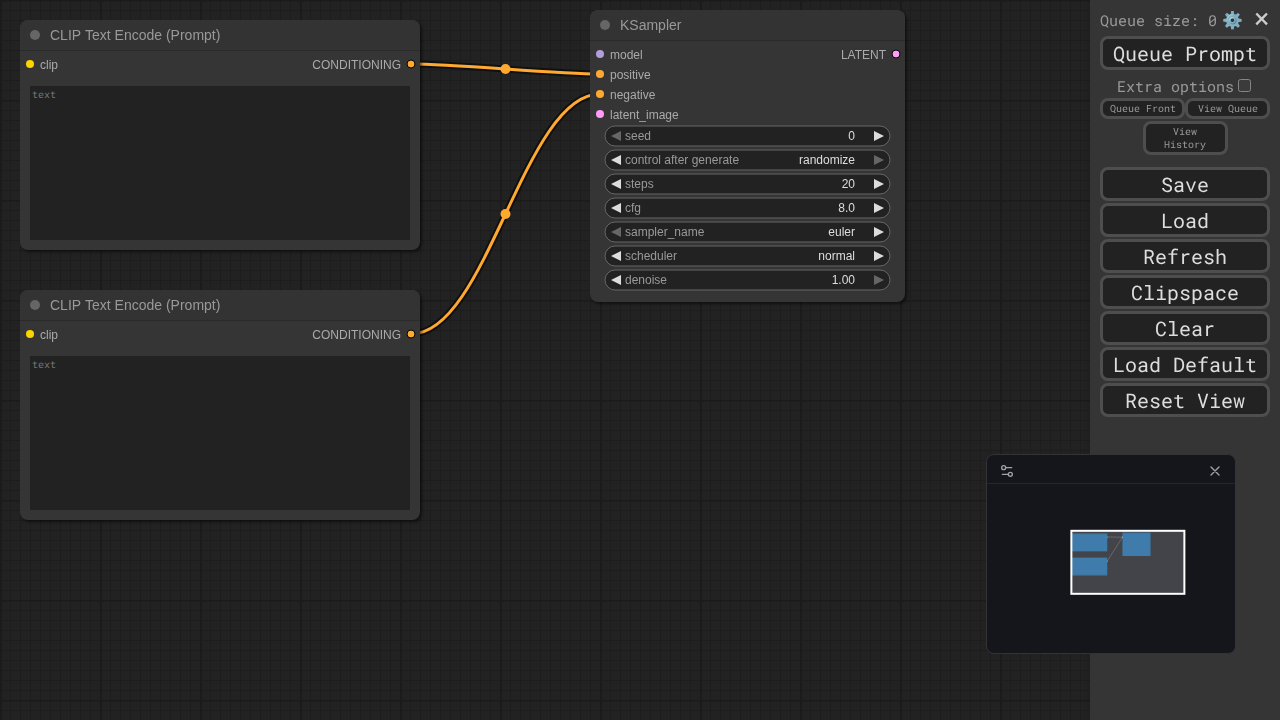 CLIP Text Encode (Prompt)
clip
CONDITIONING
text
CLIP Text Encode (Prompt)
clip
CONDITIONING
text
KSampler
model
LATENT
positive
negative
latent_image
seed 0
control after generate randomize
steps 20
cfg 8.0
sampler_name euler
scheduler normal
denoise 1.00
Queue size: 0
Queue Prompt
Extra options
Queue Front
View Queue
View
History
Save
Load
Refresh
Clipspace
Clear
Load Default
Reset View